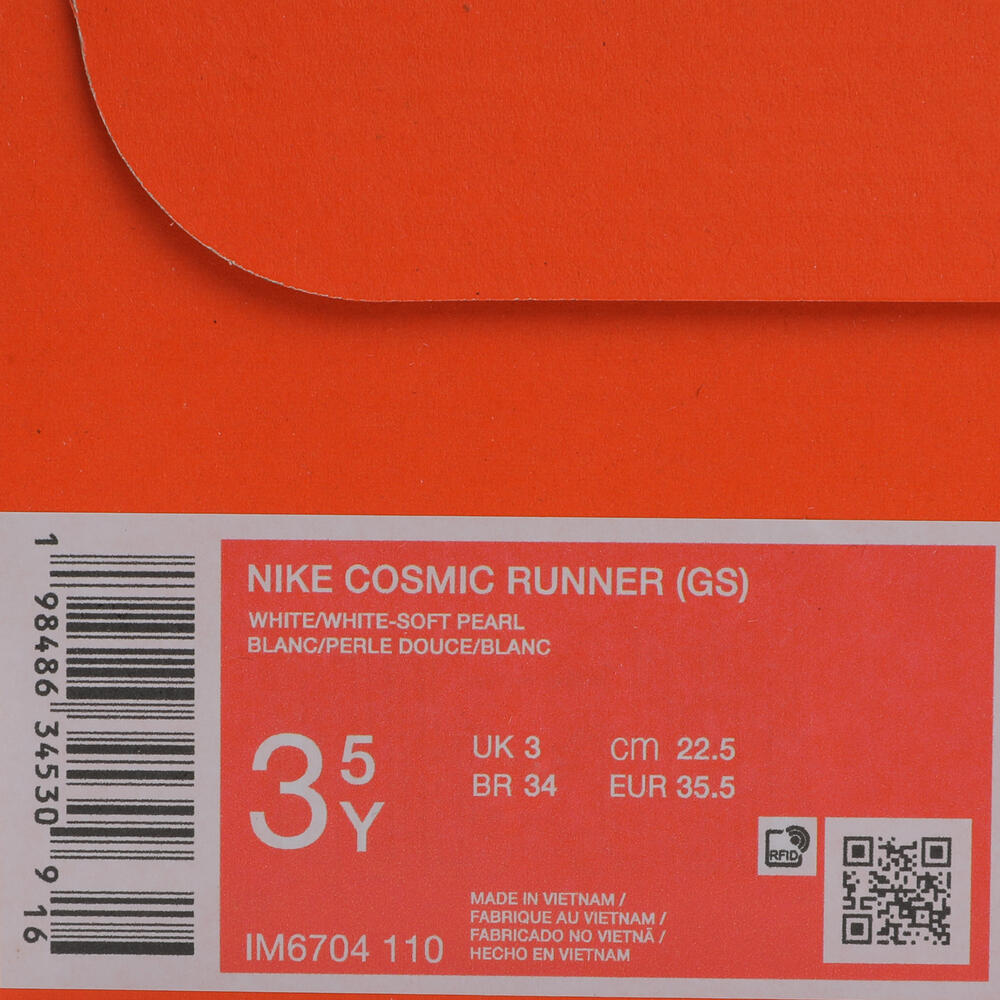 NIKE COSMIC RUNNER (GS)
WHITE/WHITE-SOFT PEARL
BLANC/PERLE DOUCE/BLANC
3 5 Y
UK 3 cm 22.5
BR 34 EUR 35.5
RFID
MADE IN VIETNAM /
FABRIQUE AU VIETNAM /
FABRICADO NO VIETNÃ /
HECHO EN VIETNAM
IM6704 110
1 98486 34530 9 16